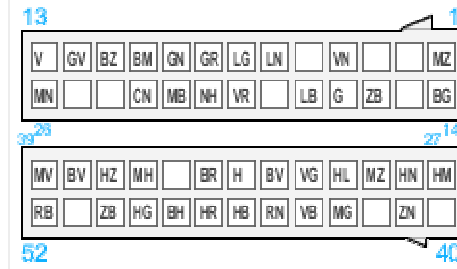 13 1
V GV BZ BM GN GR LG LN VN MZ
MN CN MB NH VR LB G ZB BG
26 14
39 27
MV BV HZ MH BR H BV VG HL MZ HN HM
RB ZB HG BH HR HB RN VB MG ZN
52 40